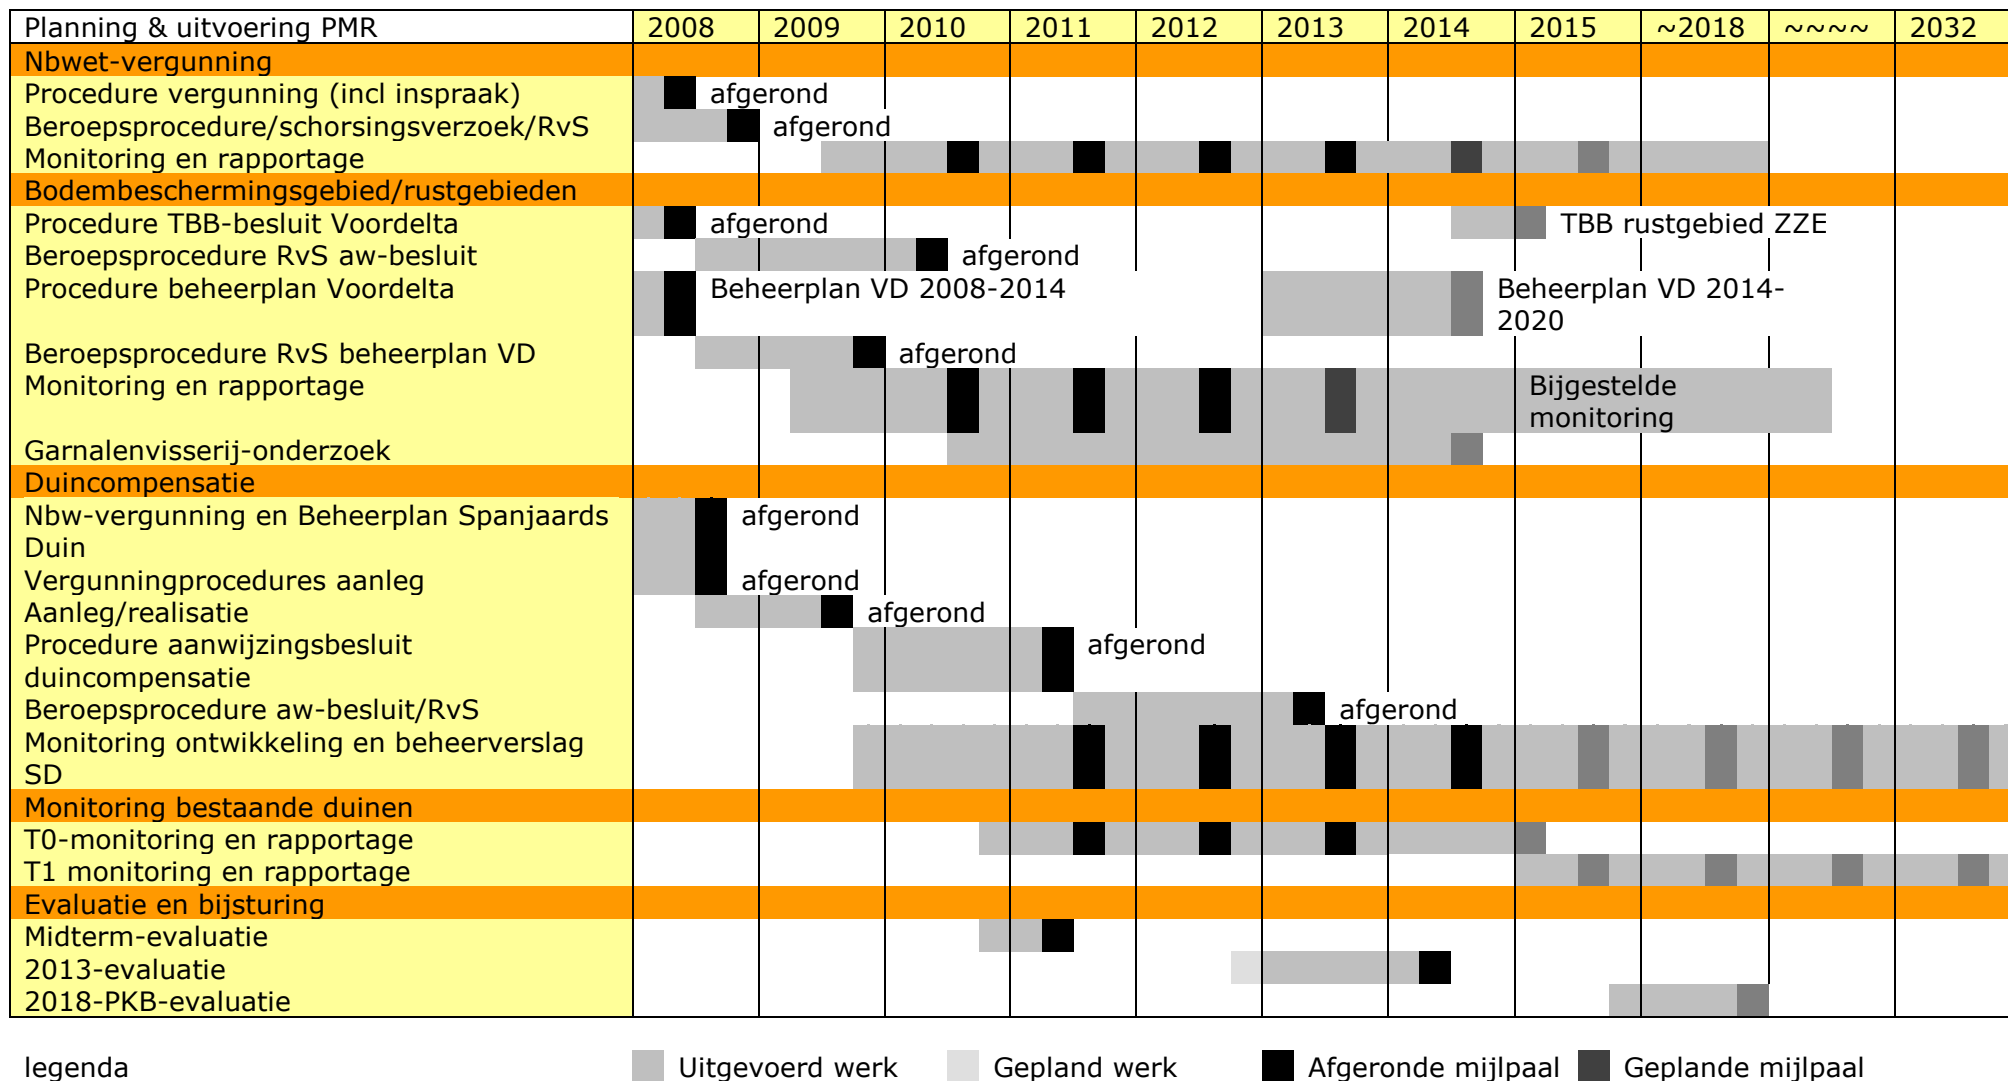 Planning & uitvoering PMR 2008 2009 2010 2011 2012 2013 2014 2015 ~2018 ~~~~ 2032
Nbwet-vergunning
Procedure vergunning (incl inspraak) afgerond
Beroepsprocedure/schorsingsverzoek/RvS afgerond
Monitoring en rapportage
Bodembeschermingsgebied/rustgebieden
Procedure TBB-besluit Voordelta afgerond TBB rustgebied ZZE
Beroepsprocedure RvS aw-besluit afgerond
Procedure beheerplan Voordelta Beheerplan VD 2008-2014 Beheerplan VD 2014-
2020
Beroepsprocedure RvS beheerplan VD afgerond
Monitoring en rapportage Bijgestelde
monitoring
Garnalenvisserij-onderzoek
Duincompensatie
Nbw-vergunning en Beheerplan Spanjaards afgerond
Duin
Vergunningprocedures aanleg afgerond
Aanleg/realisatie afgerond
Procedure aanwijzingsbesluit afgerond
duincompensatie
Beroepsprocedure aw-besluit/RvS afgerond
Monitoring ontwikkeling en beheerverslag
SD
Monitoring bestaande duinen
T0-monitoring en rapportage
T1 monitoring en rapportage
Evaluatie en bijsturing
Midterm-evaluatie
2013-evaluatie
2018-PKB-evaluatie
legenda Uitgevoerd werk Gepland werk Afgeronde mijlpaal Geplande mijlpaal